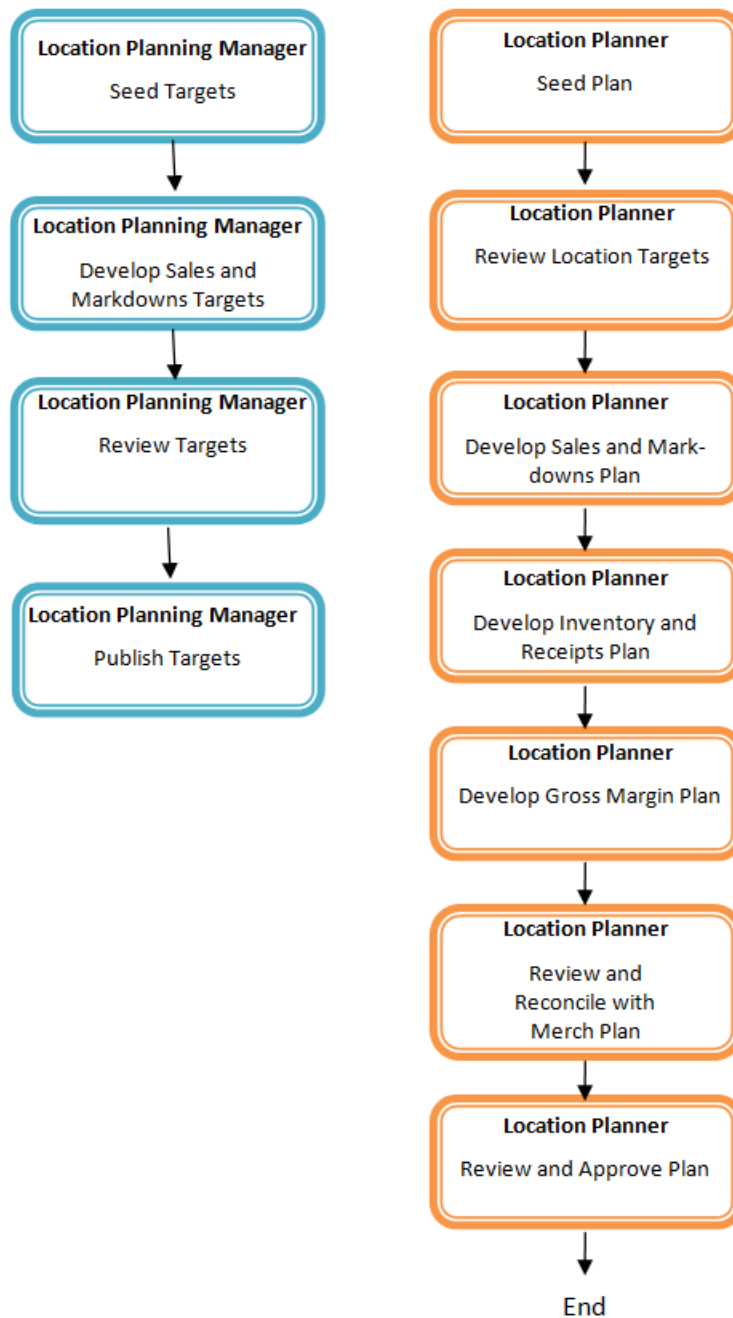 Location Planning Manager
Seed Targets
Location Planning Manager
Develop Sales and
Markdowns Targets
Location Planning Manager
Review Targets
Location Planning Manager
Publish Targets
Location Planner
Seed Plan
Location Planner
Review Location Targets
Location Planner
Develop Sales and Mark-
downs Plan
Location Planner
Develop Inventory and
Receipts Plan
Location Planner
Develop Gross Margin Plan
Location Planner
Review and
Reconcile with
Merch Plan
Location Planner
Review and Approve Plan
End